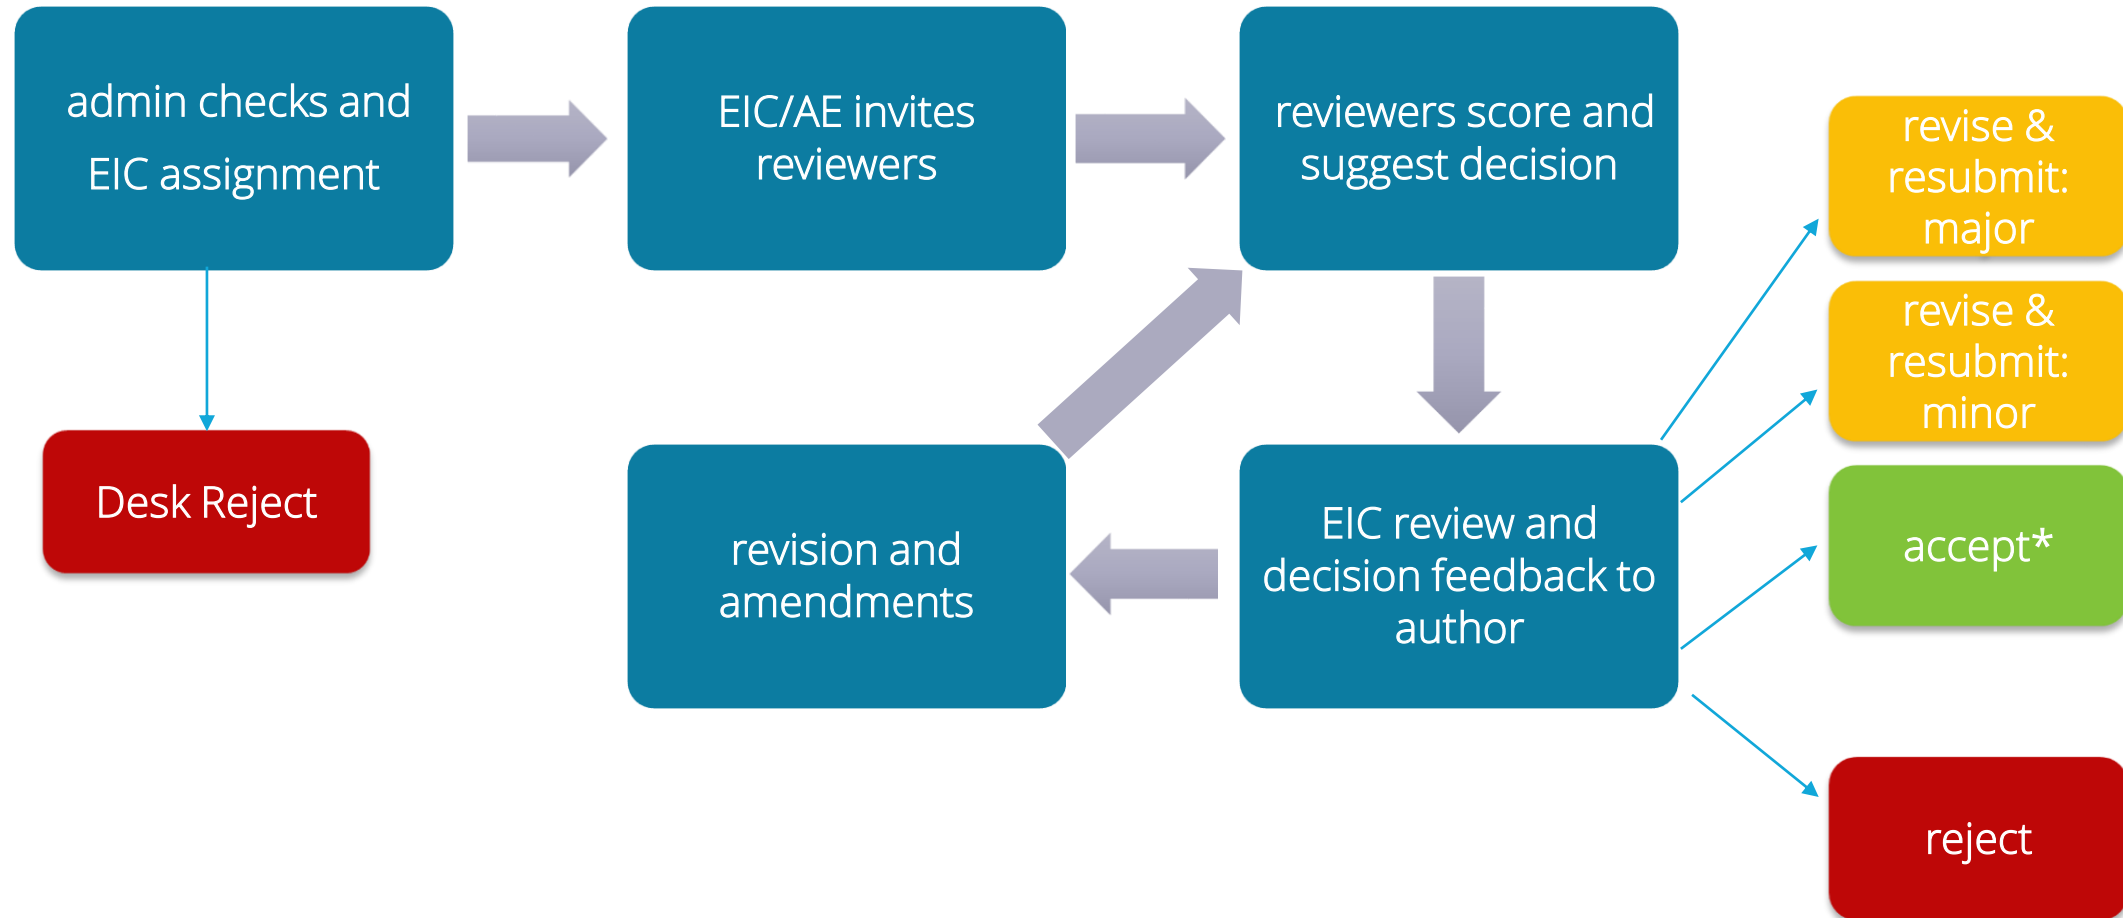 admin checks and
EIC assignment
EIC/AE invites
reviewers
reviewers score and
suggest decision
revise &
resubmit:
major
revise &
resubmit:
minor
Desk Reject
revision and
amendments
EIC review and
decision feedback to
author
accept*
reject